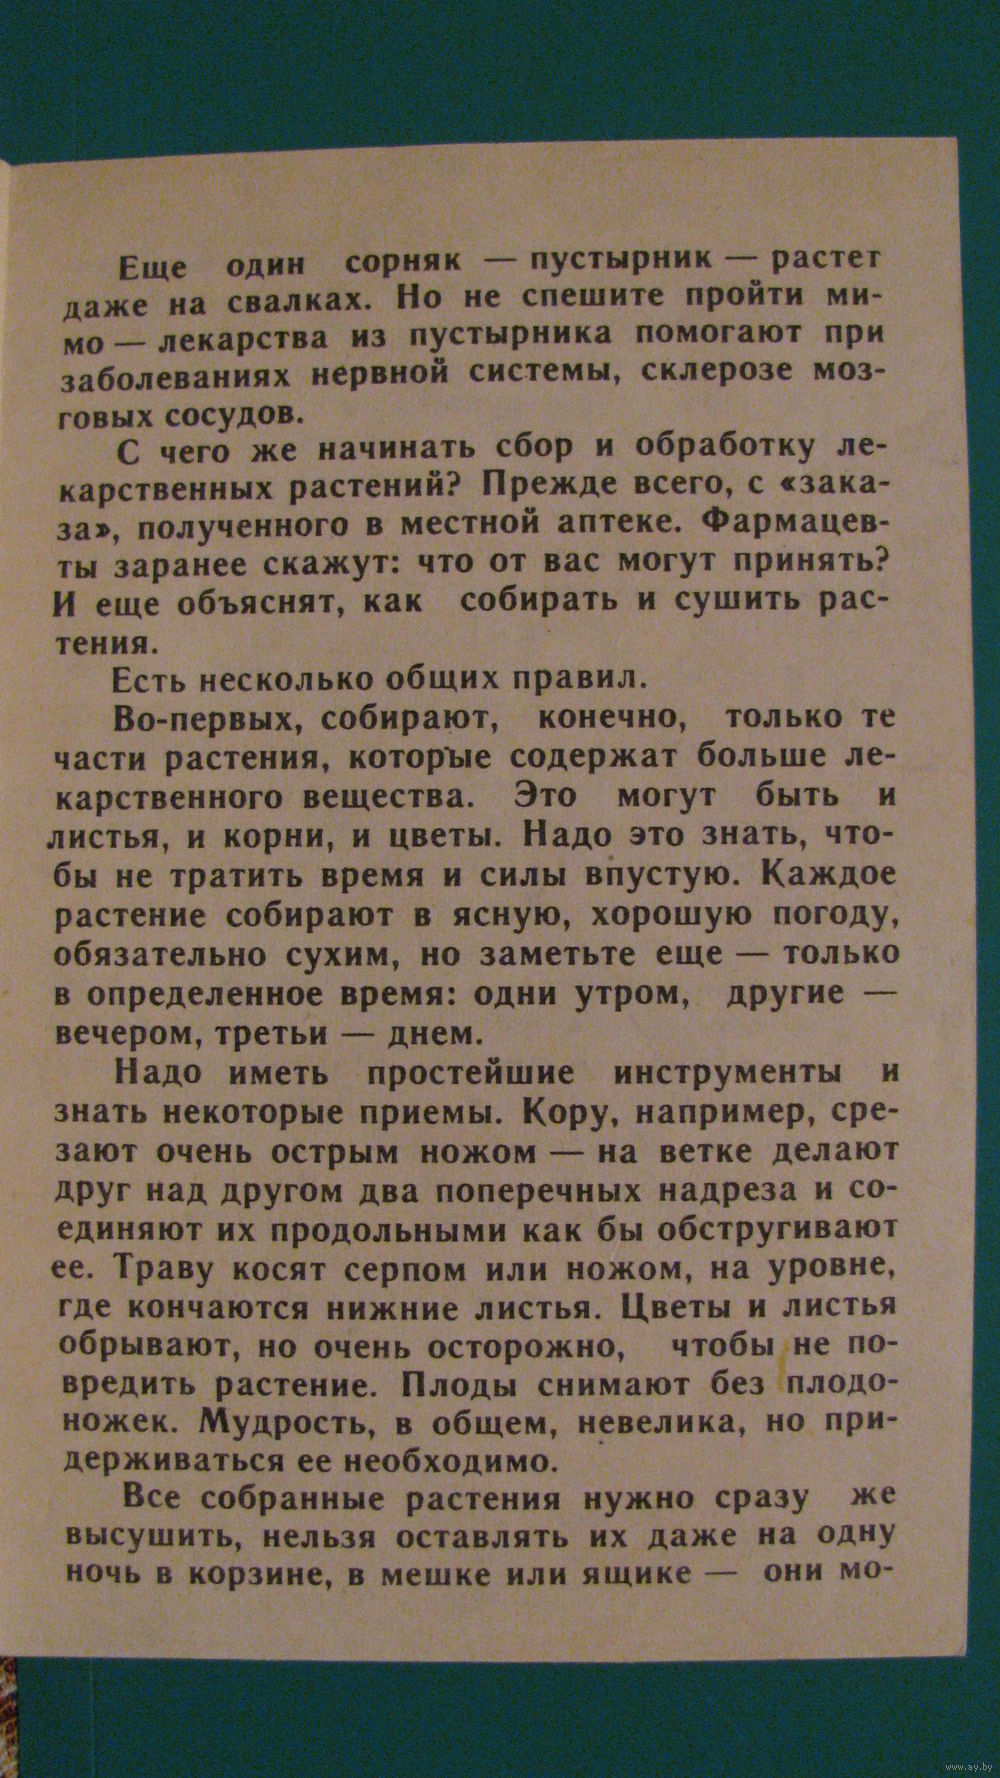 Еще один сорняк — пустырник — растет
даже на свалках. Но не спешите пройти ми-
мо — лекарства из пустырника помогают при
заболеваниях нервной системы, склерозе моз-
говых сосудов.
С чего же начинать сбор и обработку ле-
карственных растений? Прежде всего, с «зака-
за», полученного в местной аптеке. Фармацев-
ты заранее скажут: что от вас могут принять?
И еще объяснят, как собирать и сушить рас-
тения.
Есть несколько общих правил.
Во-первых, собирают, конечно, только те
части растения, которые содержат больше ле-
карственного вещества. Это могут быть и
листья, и корни, и цветы. Надо это знать, что-
бы не тратить время и силы впустую. Каждое
растение собирают в ясную, хорошую погоду,
обязательно сухим, но заметьте еще — только
в определенное время: одни утром, другие —
вечером, третьи — днем.
Надо иметь простейшие инструменты и
знать некоторые приемы. Кору, например, сре-
зают очень острым ножом — на ветке делают
друг над другом два поперечных надреза и со-
единяют их продольными как бы обстругивают
ее. Траву косят серпом или ножом, на уровне,
где кончаются нижние листья. Цветы и листья
обрывают, но очень осторожно, чтобы не по-
вредить растение. Плоды снимают без плодо-
ножек. Мудрость, в общем, невелика, но при-
держиваться ее необходимо.
Все собранные растения нужно сразу же
высушить, нельзя оставлять их даже на одну
ночь в корзине, в мешке или ящике — они мо-
www.ay.by